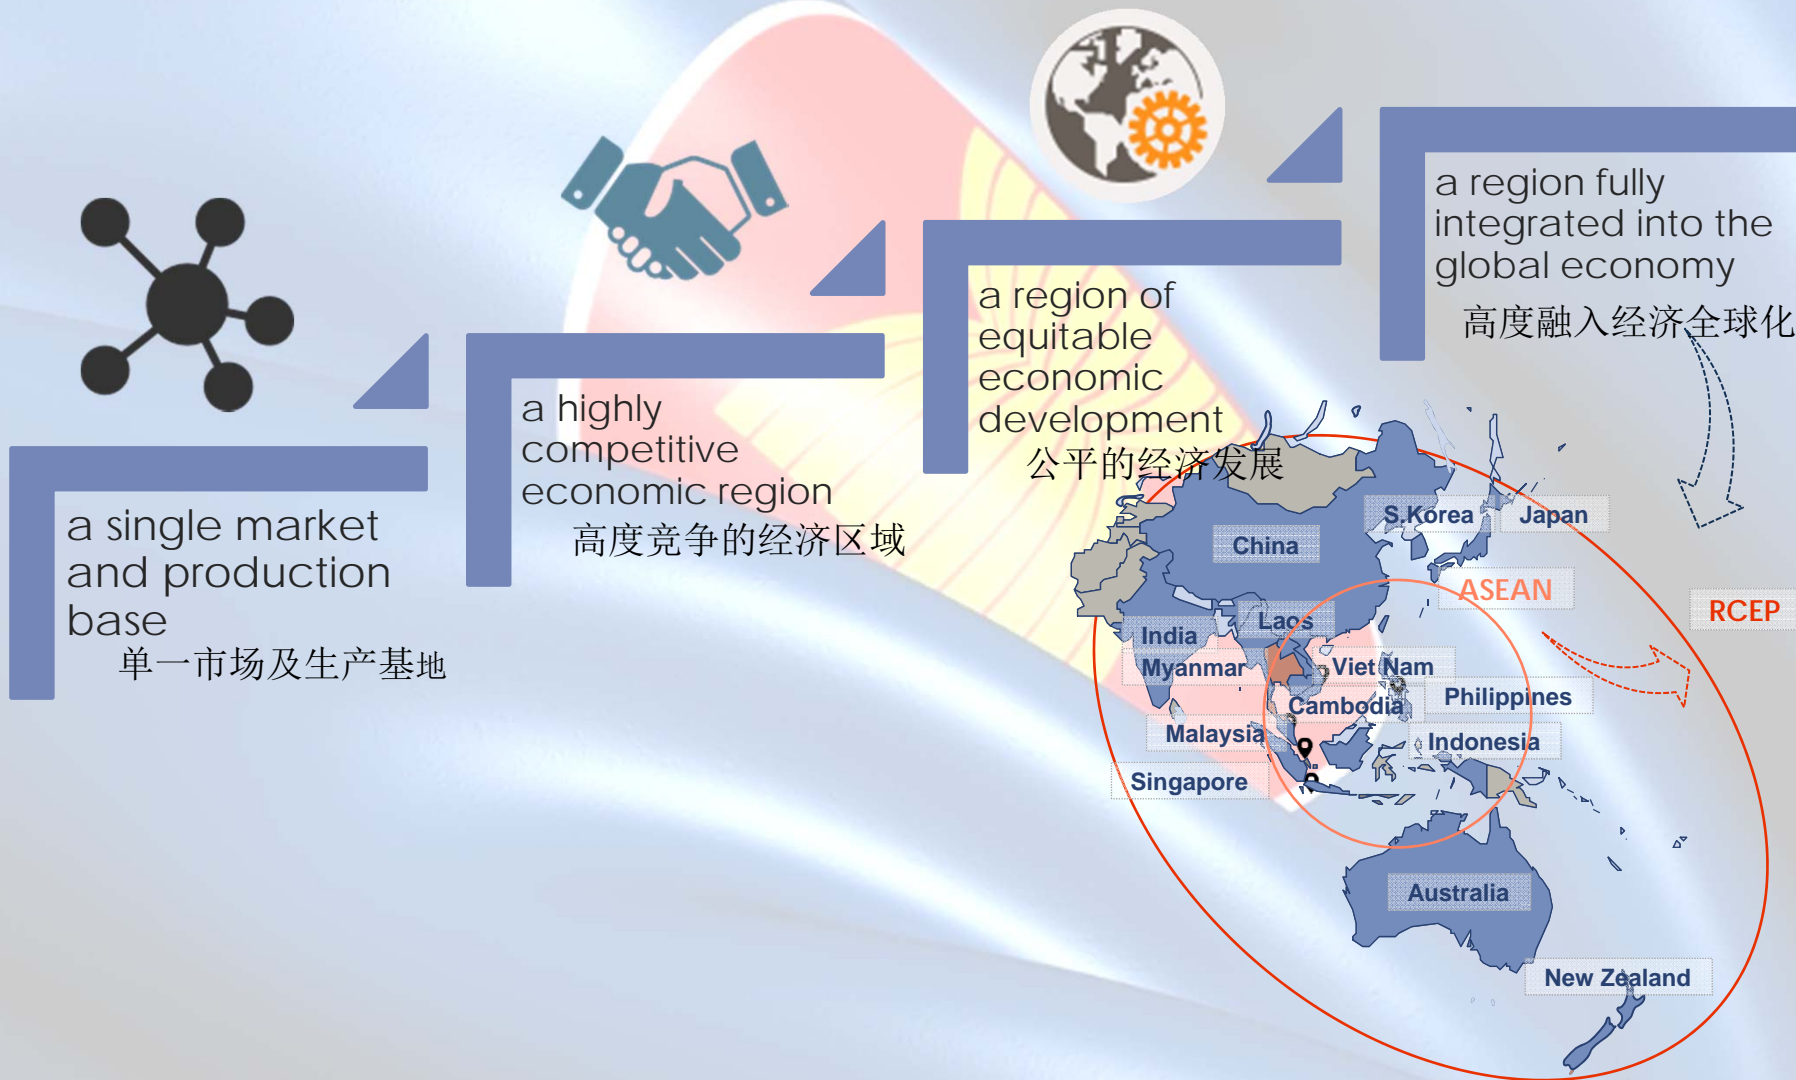 a single market
and production
base
单一市场及生产基地
a highly
competitive
economic region
高度竞争的经济区域
a region of
equitable
economic
development
公平的经济发展
a region fully
integrated into the
global economy
高度融入经济全球化
S.Korea
Japan
China
ASEAN
RCEP
Laos
India
Myanmar
Viet Nam
Cambodia
Philippines
Malaysia
Indonesia
Singapore
Australia
New Zealand